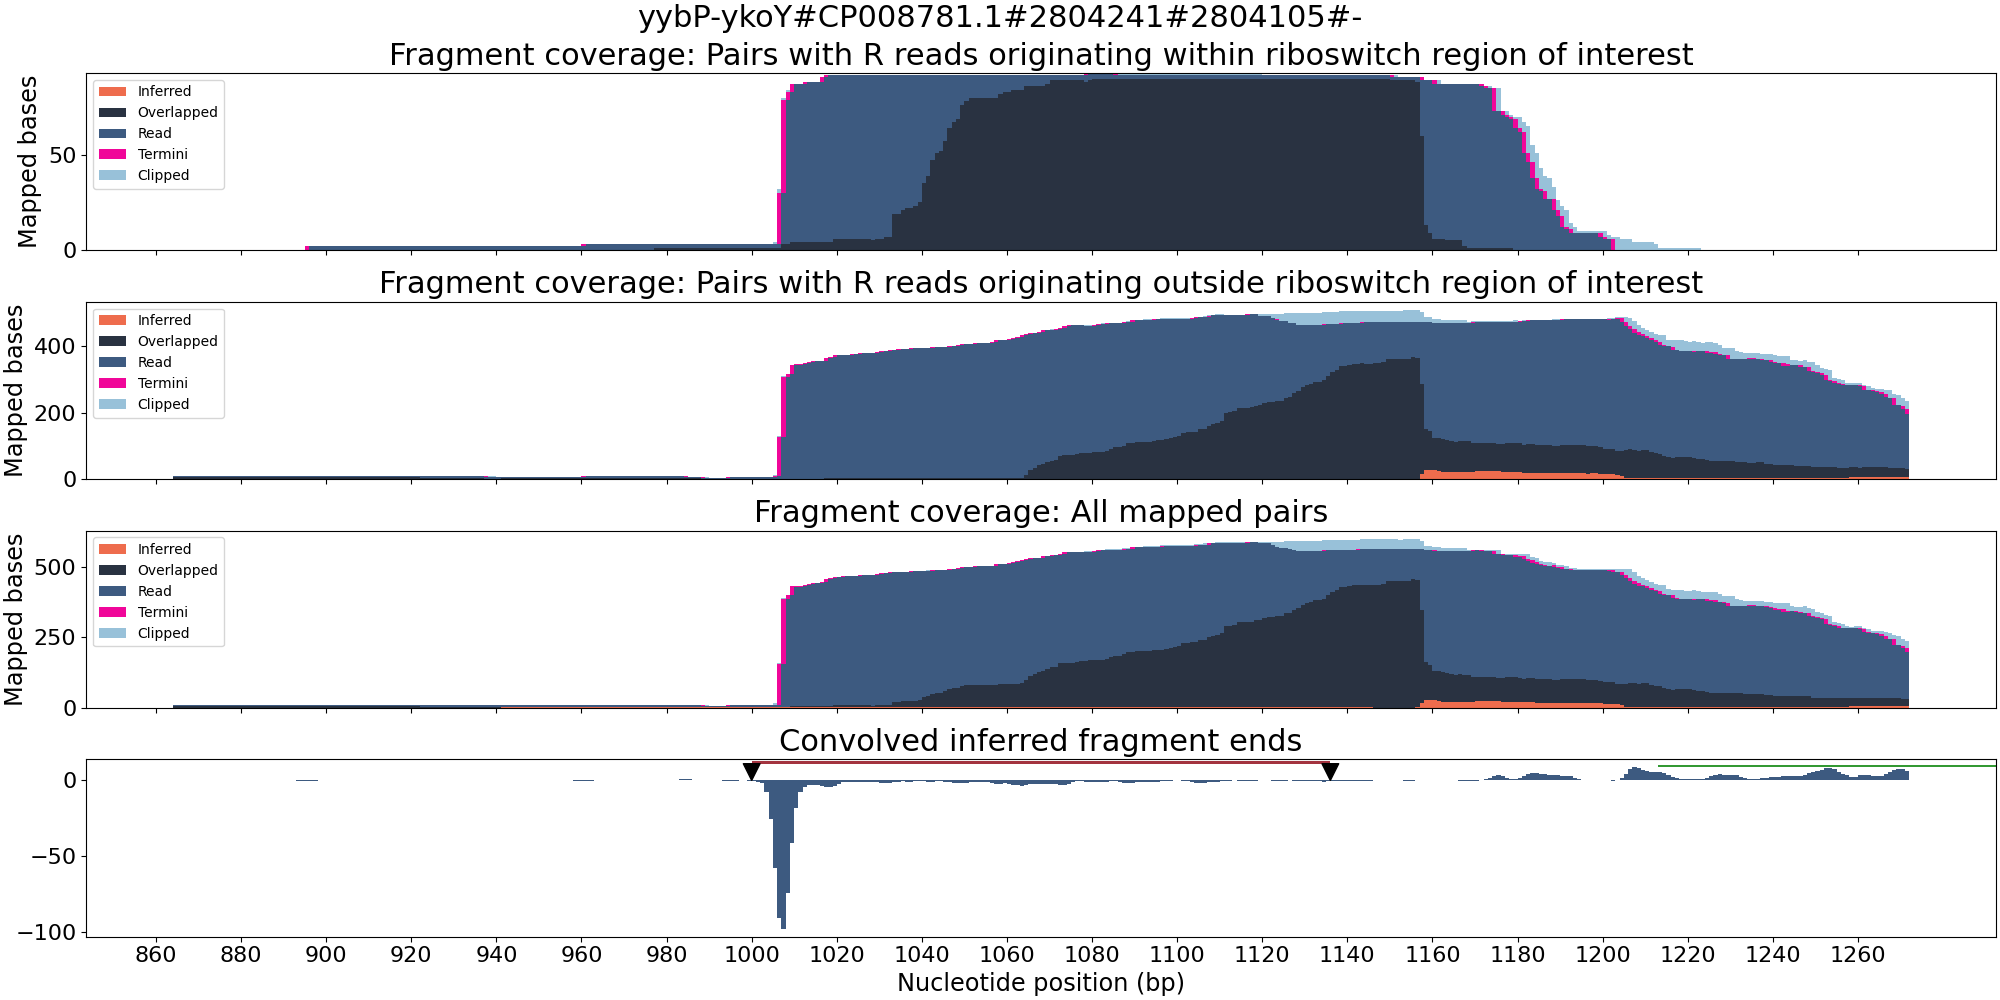 yybP-ykoY#CP008781.1#2804241#2804105#-
Fragment coverage: Pairs with R reads originating within riboswitch region of interest
Mapped bases
50
0
Inferred
Overlapped
Read
Termini
Clipped
Fragment coverage: Pairs with R reads originating outside riboswitch region of interest
Mapped bases
400
200
0
Inferred
Overlapped
Read
Termini
Clipped
Fragment coverage: All mapped pairs
Mapped bases
500
250
0
Inferred
Overlapped
Read
Termini
Clipped
Convolved inferred fragment ends
0
−50
−100
860 880 900 920 940 960 980 1000 1020 1040 1060 1080 1100 1120 1140 1160 1180 1200 1220 1240 1260
Nucleotide position (bp)